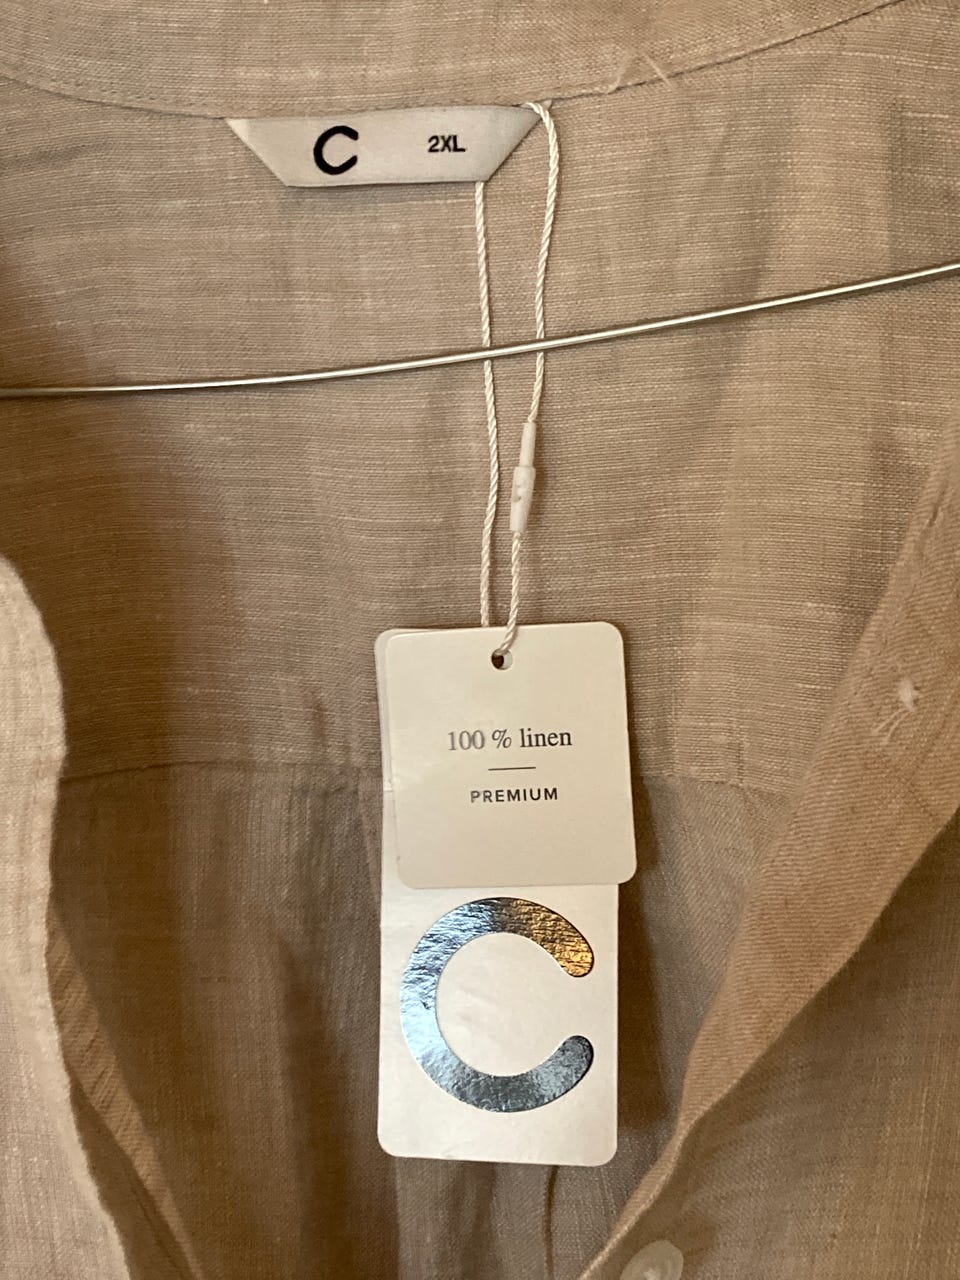 C 2XL
100 % linen
PREMIUM
C